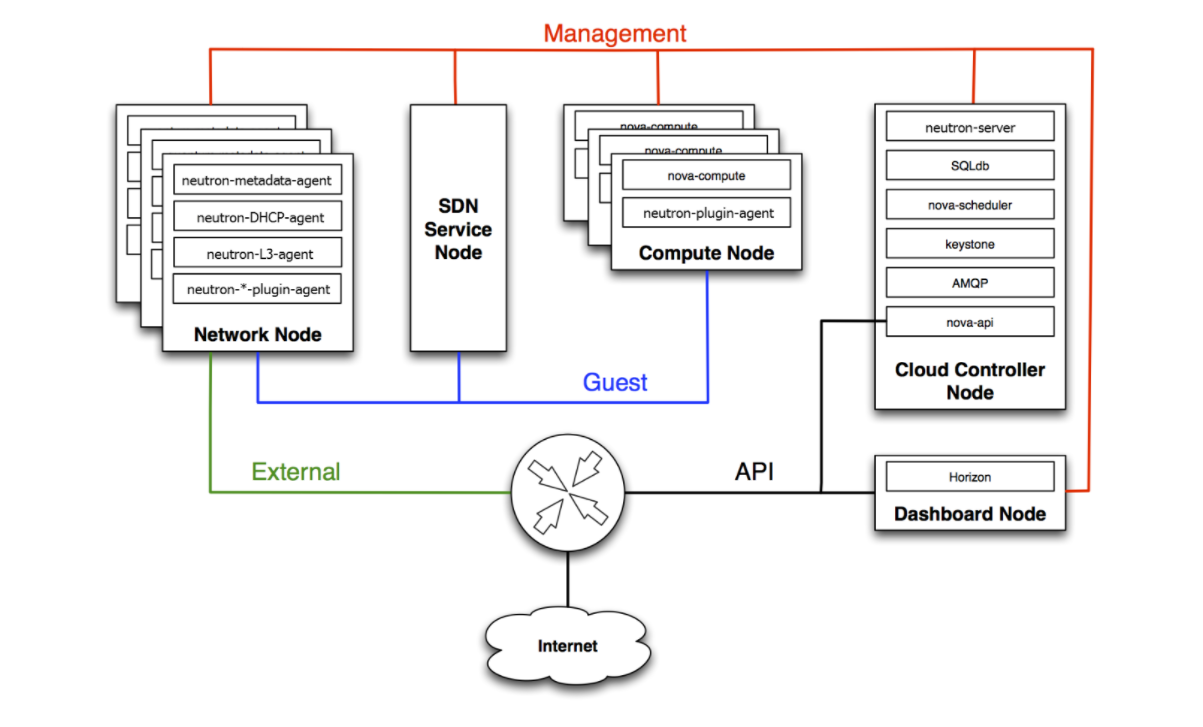 Management
neutron-metadata-agent
neutron-DHCP-agent
neutron-L3-agent
neutron-*-plugin-agent
Network Node
SDN
Service
Node
nova-compute
nova-compute
nova-compute
neutron-plugin-agent
Compute Node
neutron-server
SQLdb
nova-scheduler
keystone
AMQP
nova-api
Cloud Controller
Node
Guest
External
API
Horizon
Dashboard Node
Internet